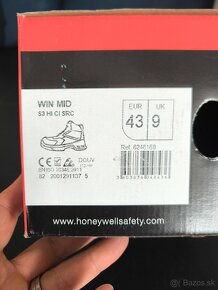 WIN MID
S3 HI CI SRC
EUR UK
43 9
Ref. 6246168
CE
EN ISO 20345:2011
www.honeywellsafety.com
bazos.sk